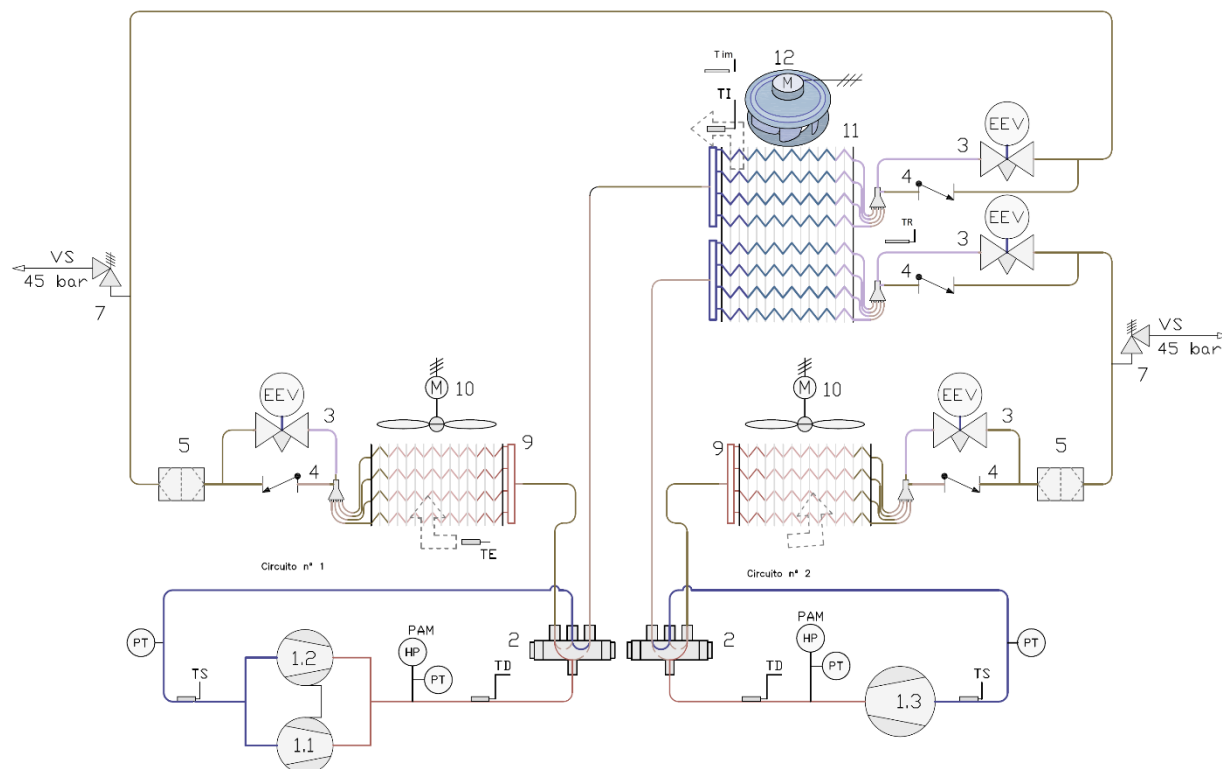 Tim
12
M
TI
11
EEV
3
4
TR
EEV
3
4
VS
45 bar
7
VS
45 bar
7
EEV
3
M
10
M
10
EEV
3
5
4
9
9
4
5
TE
Circuito nº 1
Circuito nº 2
PT
TS
1.2
1.1
PAM
HP
PT
TD
2
2
TD
PAM
HP
PT
1.3
TS
PT